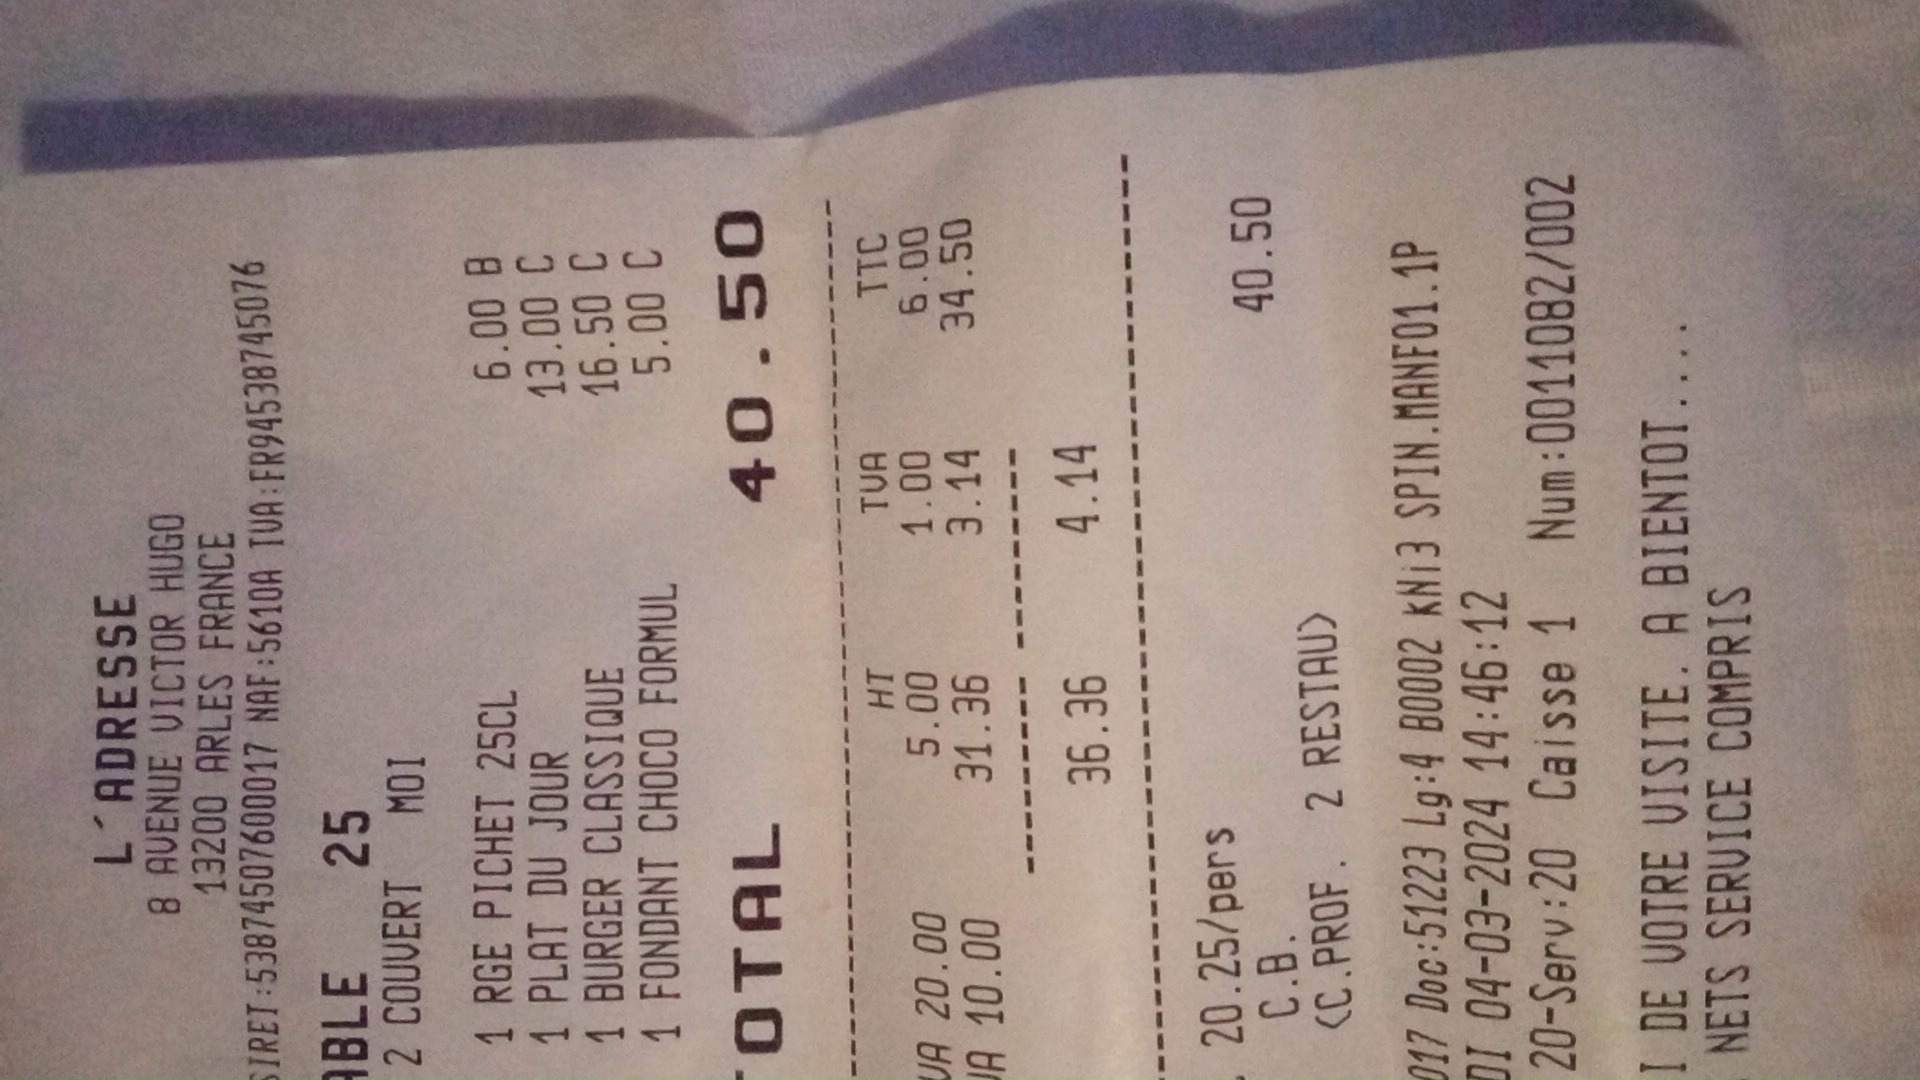 L´ADRESSE
8 AVENUE VICTOR HUGO
13200 ARLES FRANCE
SIRET:53874507600017 NAF:5610A TVA:FR94538745076
ABLE 25
2 COUVERT MOI
1 RGE PICHET 25CL 6.00 B
1 PLAT DU JOUR 13.00 C
1 BURGER CLASSIQUE 16.50 C
1 FONDANT CHOCO FORMUL 5.00 C
TOTAL 40.50
HT TVA TTC
VA 20.00 5.00 1.00 6.00
VA 10.00 31.36 3.14 34.50
36.36 4.14
20.25/pers
C.B. 40.50
<C.PROF. 2 RESTAU>
017 Doc:51223 Lg:4 B0002 kNi3 SPIN.MANF01.1P
DI 04-03-2024 14:46:12
20-Serv:20 Caisse 1 Num:0011082/002
I DE VOTRE VISITE. A BIENTOT....
NETS SERVICE COMPRIS